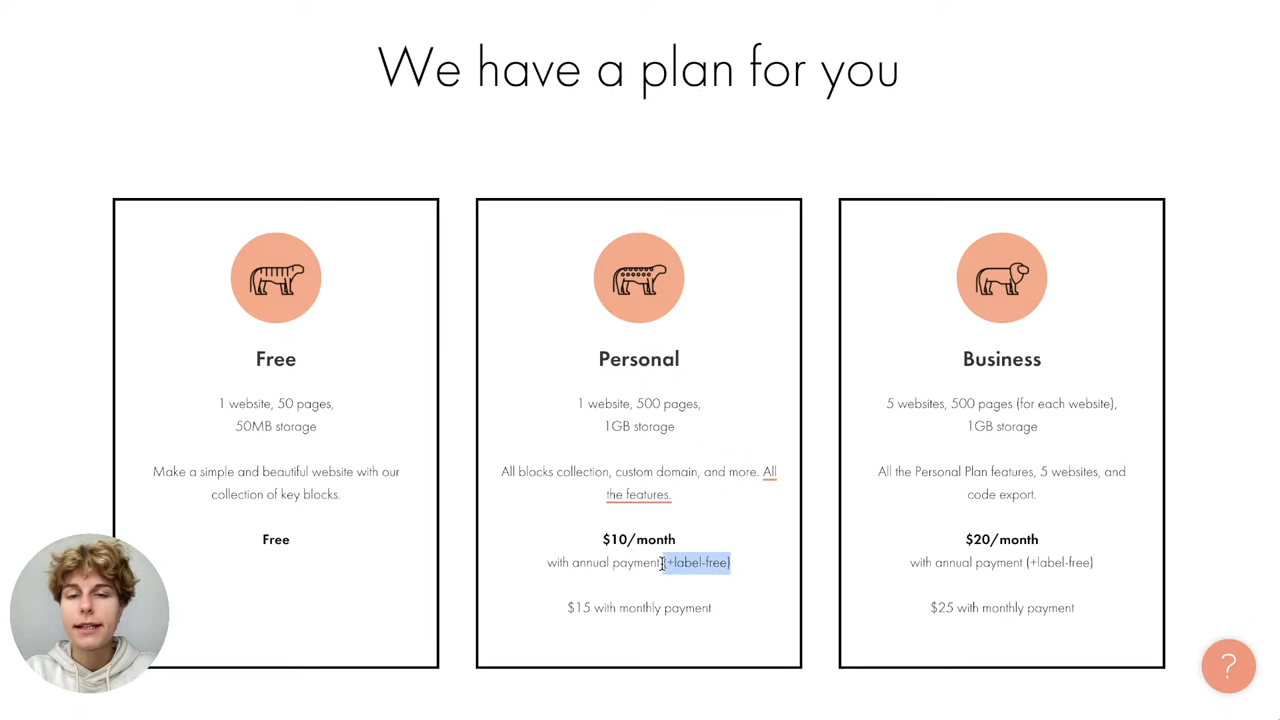 We have a plan for you
Free
1 website, 50 pages,
50MB storage
Make a simple and beautiful website with our
collection of key blocks.
Free
Personal
1 website, 500 pages,
1GB storage
All blocks collection, custom domain, and more. All
the features.
$10/month
with annual payment (+label-free)
$15 with monthly payment
Business
5 websites, 500 pages (for each website),
1GB storage
All the Personal Plan features, 5 websites, and
code export.
$20/month
with annual payment (+label-free)
$25 with monthly payment
?